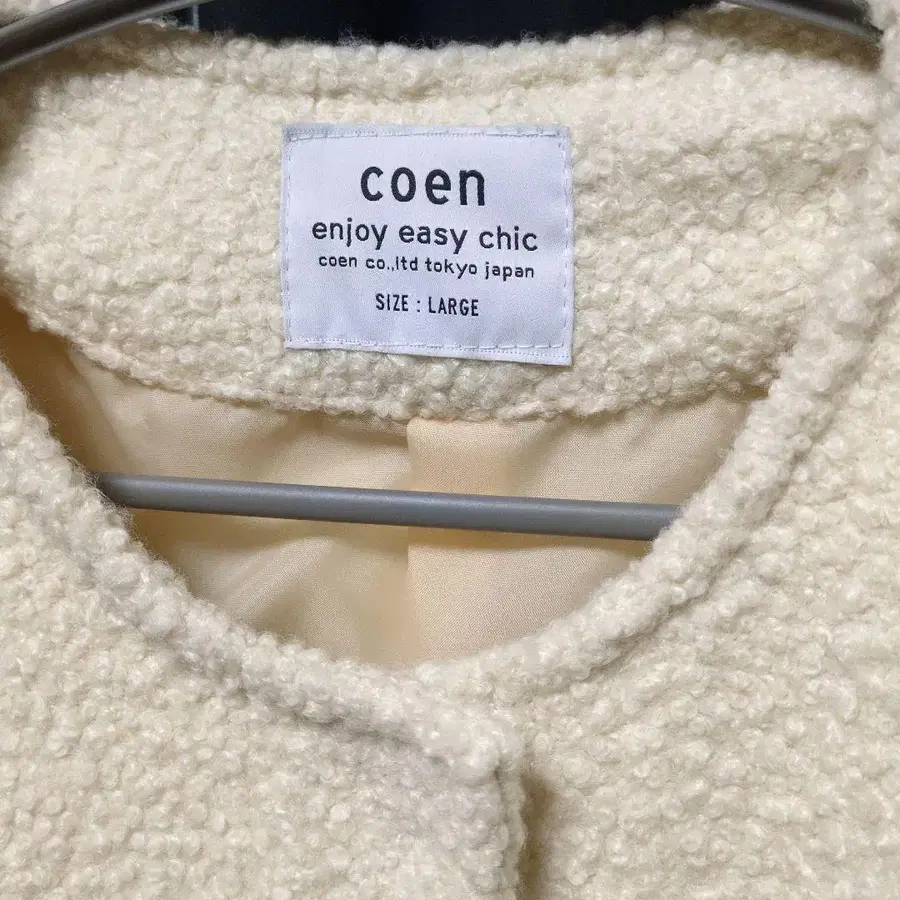 coen
enjoy easy chic
coen co.,ltd tokyo japan
SIZE : LARGE